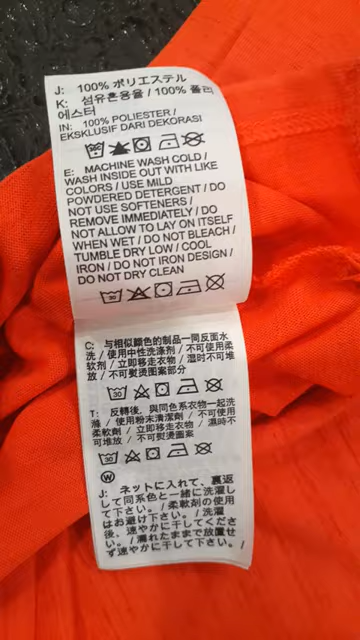 J: 100% ポリエステル
K: 섬유혼용율 / 100% 폴리
에스터
IN: 100% POLIESTER /
EKSKLUSIF DARI DEKORASI
E: MACHINE WASH COLD /
WASH INSIDE OUT WITH LIKE
COLORS / USE MILD
POWDERED DETERGENT / DO
NOT USE SOFTENERS /
REMOVE IMMEDIATELY / DO
NOT ALLOW TO LAY ON ITSELF
WHEN WET / DO NOT BLEACH /
TUMBLE DRY LOW / COOL
IRON / DO NOT IRON DESIGN /
DO NOT DRY CLEAN
30
C: 与相似颜色的制品一同反面水
洗 / 使用中性洗涤剂 / 不可使用柔
软剂 / 立即移走衣物 / 湿时不可堆
放 / 不可熨烫图案部分
30
T: 反轉後，與同色系衣物一起洗
滌 / 使用粉末清潔劑 / 不可使用
柔軟劑 / 立即移走衣物 / 濕時不
可堆放 / 不可熨燙圖案
30
W
J: ネットに入れて、裏返
して同系色と一緒に洗濯し
て下さい。/ 柔軟剤の使用
はお避け下さい。/ 洗濯
後、速やかに干してくださ
い / 濡れたままで放置せ
ず速やかに干して下さい。/